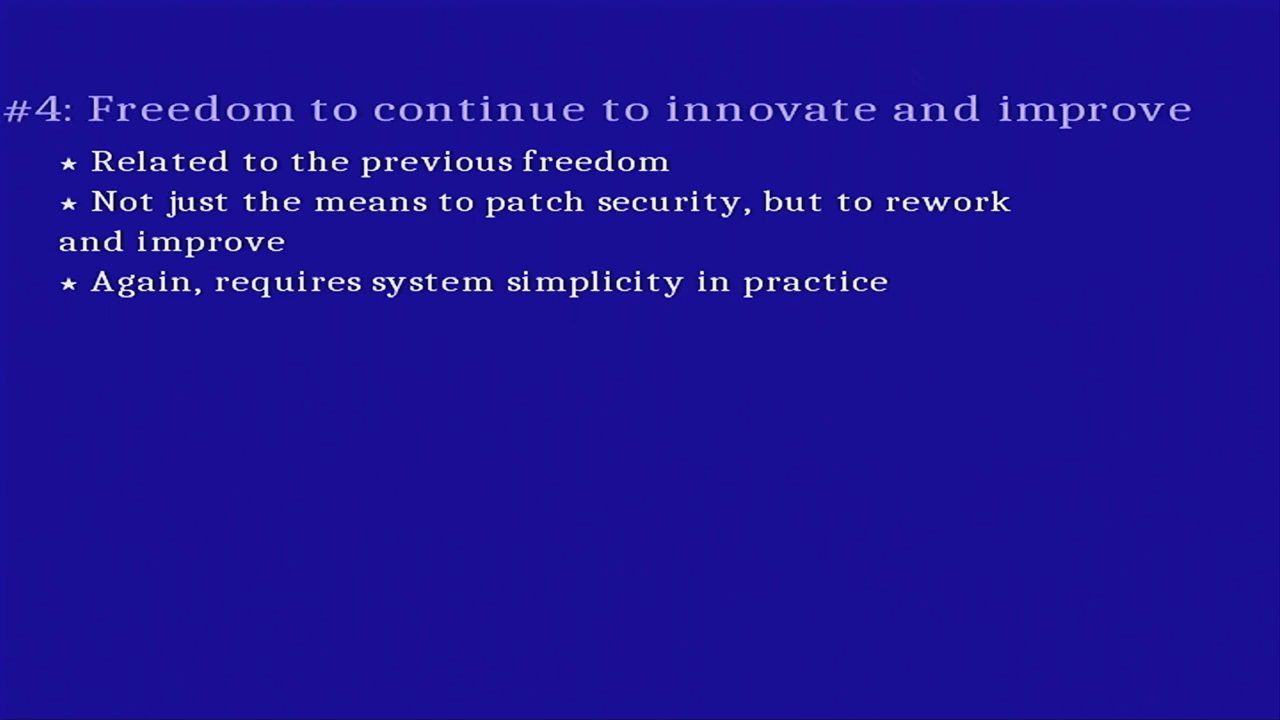 #4: Freedom to continue to innovate and improve
★ Related to the previous freedom
★ Not just the means to patch security, but to rework
and improve
★ Again, requires system simplicity in practice